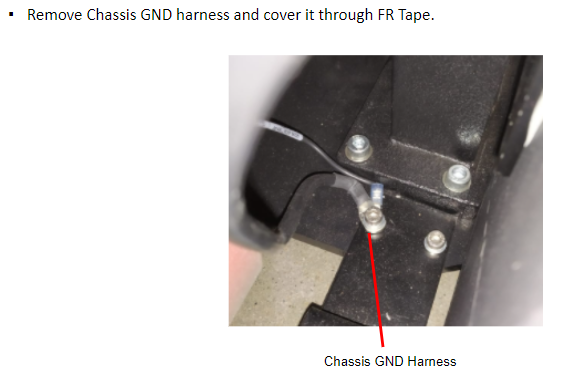 ▪ Remove Chassis GND harness and cover it through FR Tape.
Chassis GND Harness